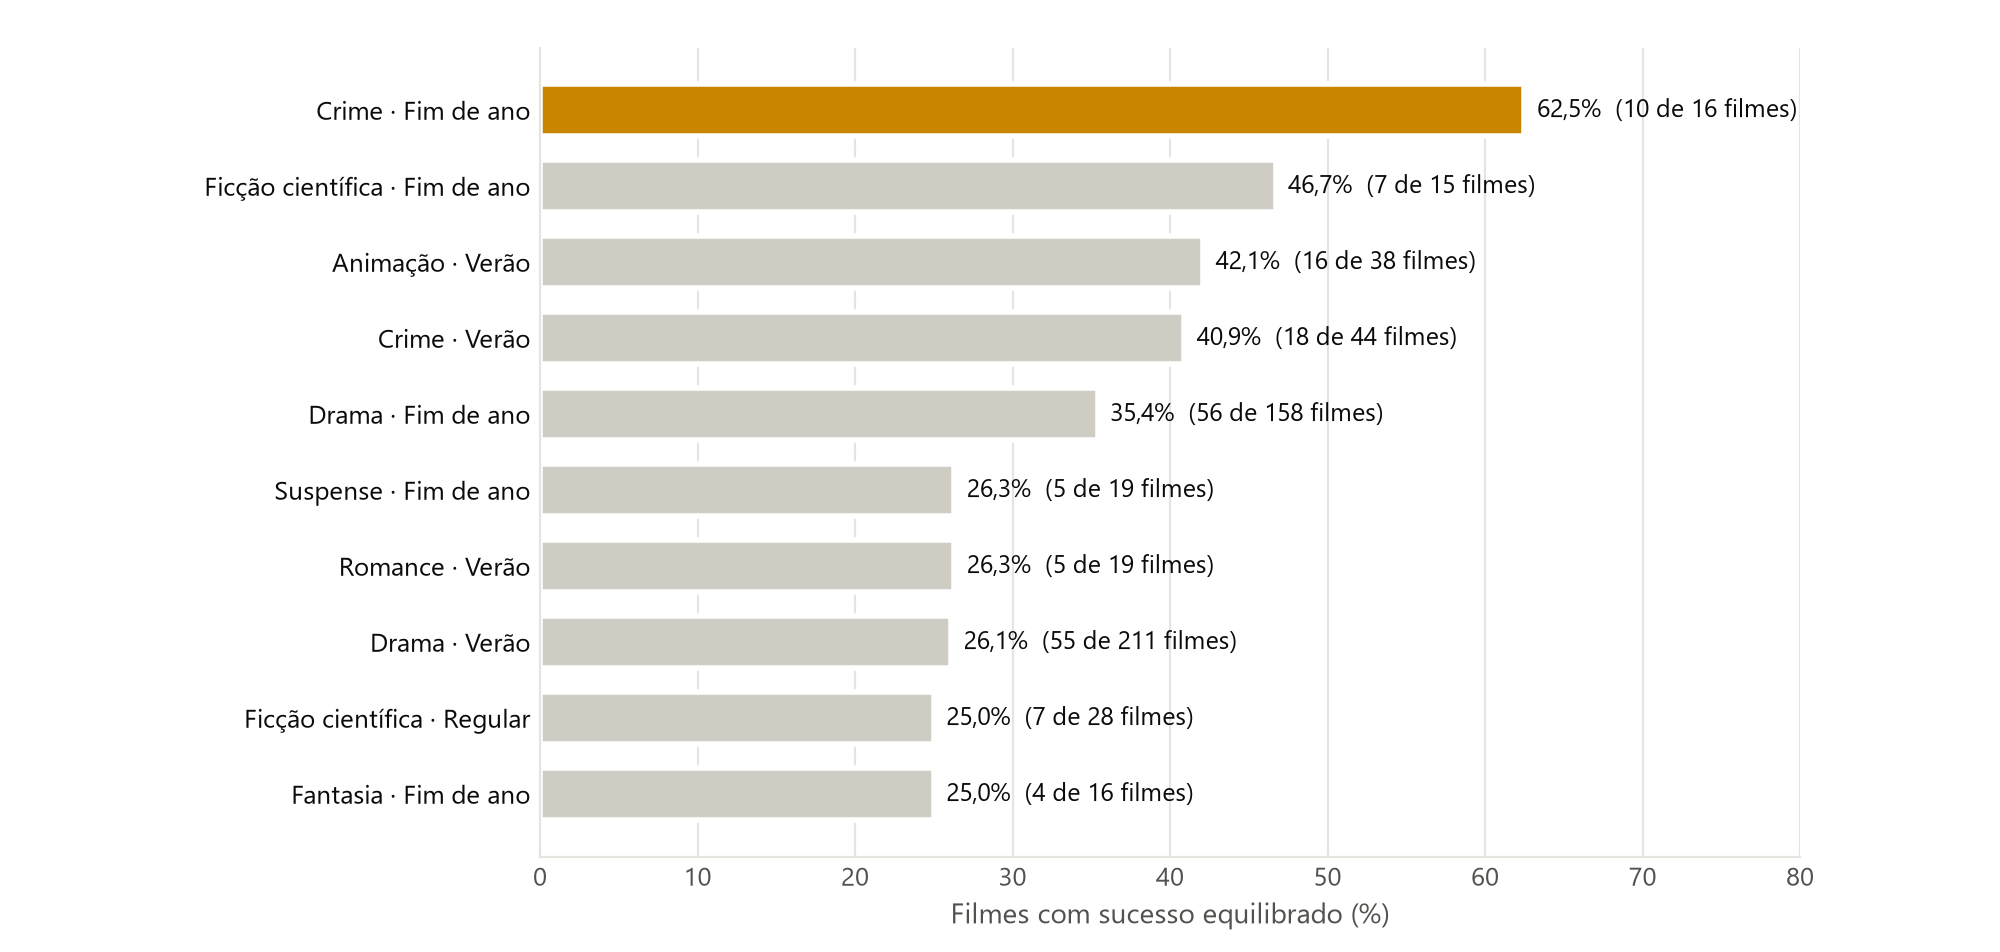 Crime · Fim de ano 62,5% (10 de 16 filmes)
Ficção científica · Fim de ano 46,7% (7 de 15 filmes)
Animação · Verão 42,1% (16 de 38 filmes)
Crime · Verão 40,9% (18 de 44 filmes)
Drama · Fim de ano 35,4% (56 de 158 filmes)
Suspense · Fim de ano 26,3% (5 de 19 filmes)
Romance · Verão 26,3% (5 de 19 filmes)
Drama · Verão 26,1% (55 de 211 filmes)
Ficção científica · Regular 25,0% (7 de 28 filmes)
Fantasia · Fim de ano 25,0% (4 de 16 filmes)
0 10 20 30 40 50 60 70 80
Filmes com sucesso equilibrado (%)